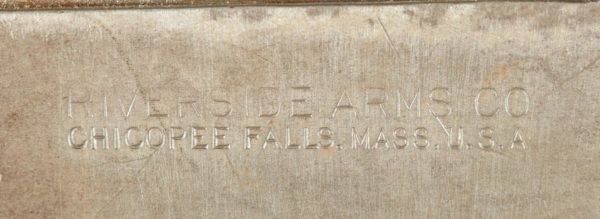 RIVERSIDE ARMS CO
CHICOPEE FALLS, MASS. U.S.A